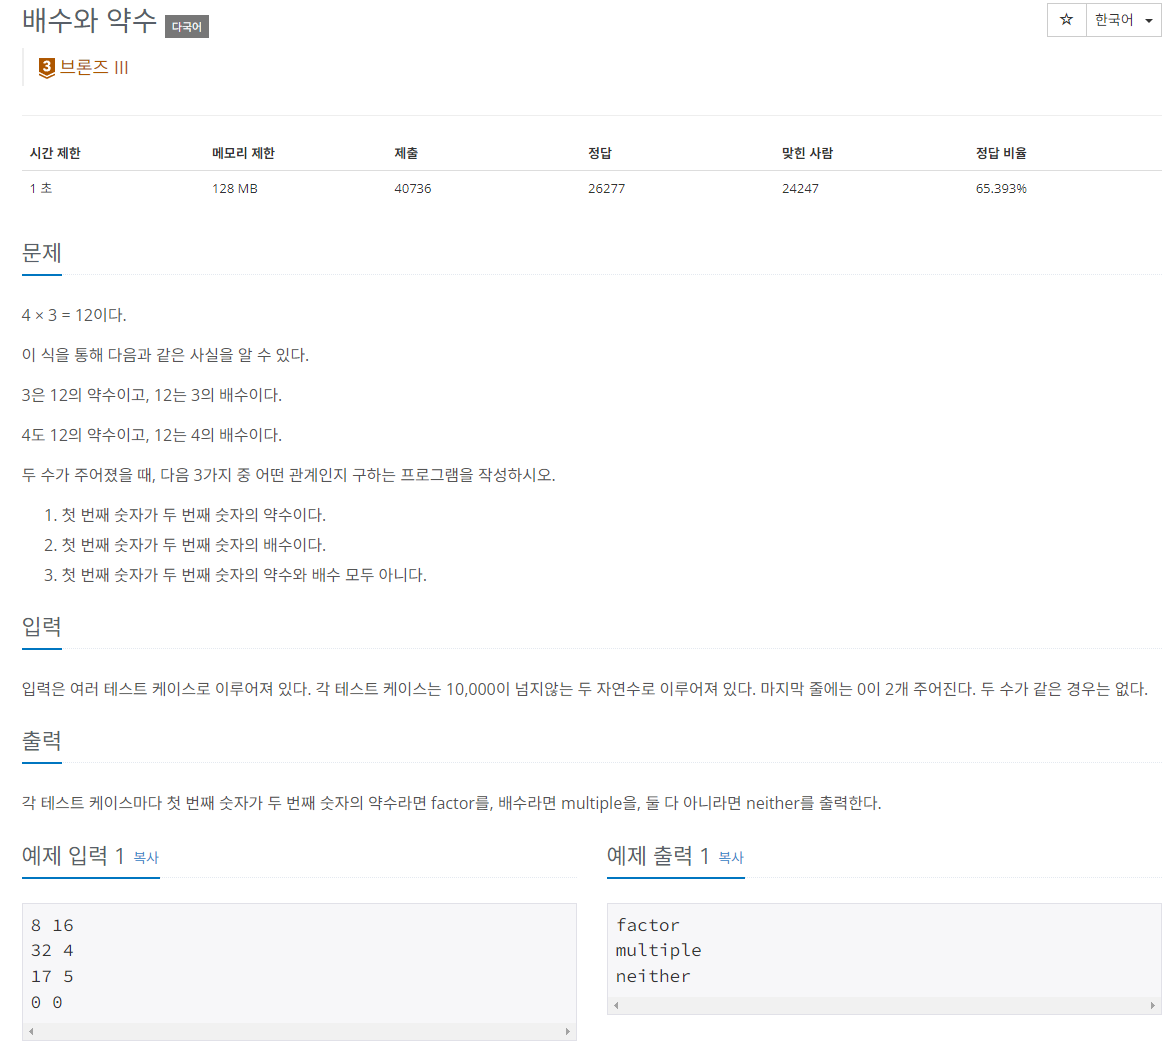 배수와 약수 다국어
☆ 한국어
3 브론즈 III
시간 제한 메모리 제한 제출 정답 맞힌 사람 정답 비율
1 초 128 MB 40736 26277 24247 65.393%
문제
4 × 3 = 12이다.
이 식을 통해 다음과 같은 사실을 알 수 있다.
3은 12의 약수이고, 12는 3의 배수이다.
4도 12의 약수이고, 12는 4의 배수이다.
두 수가 주어졌을 때, 다음 3가지 중 어떤 관계인지 구하는 프로그램을 작성하시오.
1. 첫 번째 숫자가 두 번째 숫자의 약수이다.
2. 첫 번째 숫자가 두 번째 숫자의 배수이다.
3. 첫 번째 숫자가 두 번째 숫자의 약수와 배수 모두 아니다.
입력
입력은 여러 테스트 케이스로 이루어져 있다. 각 테스트 케이스는 10,000이 넘지않는 두 자연수로 이루어져 있다. 마지막 줄에는 0이 2개 주어진다. 두 수가 같은 경우는 없다.
출력
각 테스트 케이스마다 첫 번째 숫자가 두 번째 숫자의 약수라면 factor를, 배수라면 multiple을, 둘 다 아니라면 neither를 출력한다.
예제 입력 1 복사
8 16
32 4
17 5
0 0
예제 출력 1 복사
factor
multiple
neither